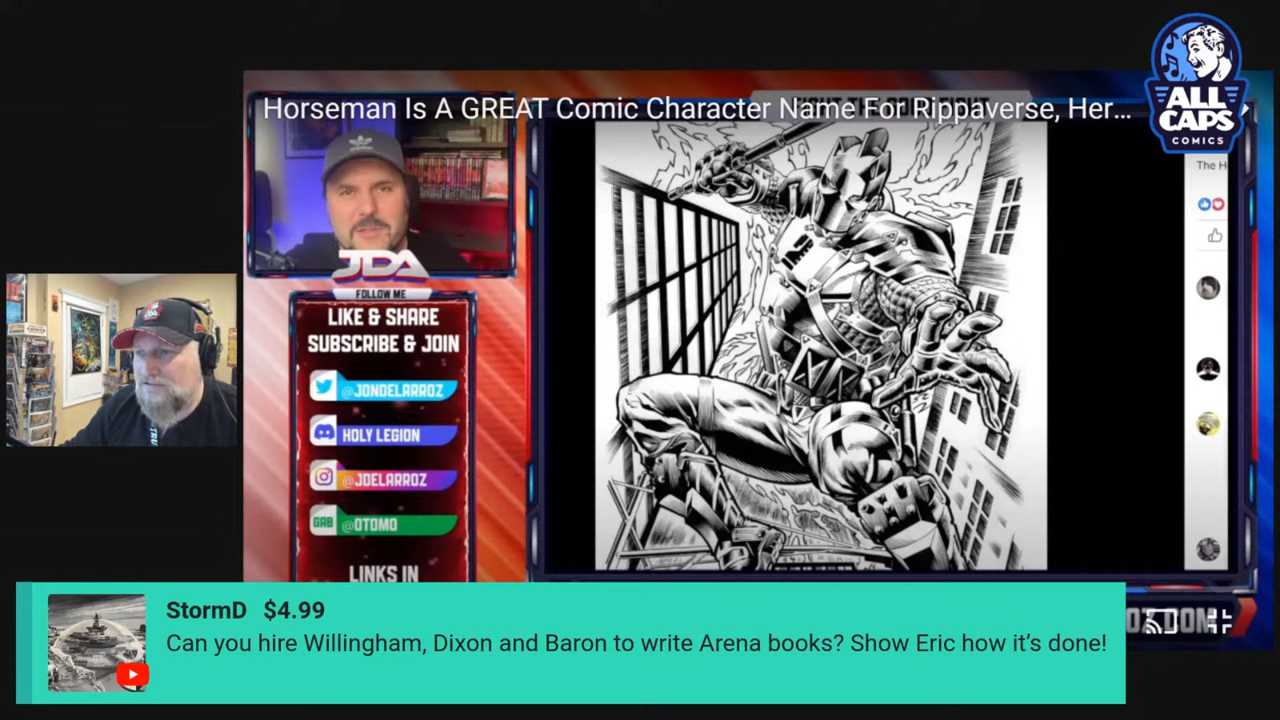 Horseman Is A GREAT Comic Character Name For Rippaverse, Her...
ALL
CAPS
COMICS
The H
JDA
FOLLOW ME
LIKE & SHARE
SUBSCRIBE & JOIN
@JONDELARROZ
HOLY LEGION
@JDELARROZ
GAB @OTOMO
LINKS IN
StormD $4.99
Can you hire Willingham, Dixon and Baron to write Arena books? Show Eric how it's done!